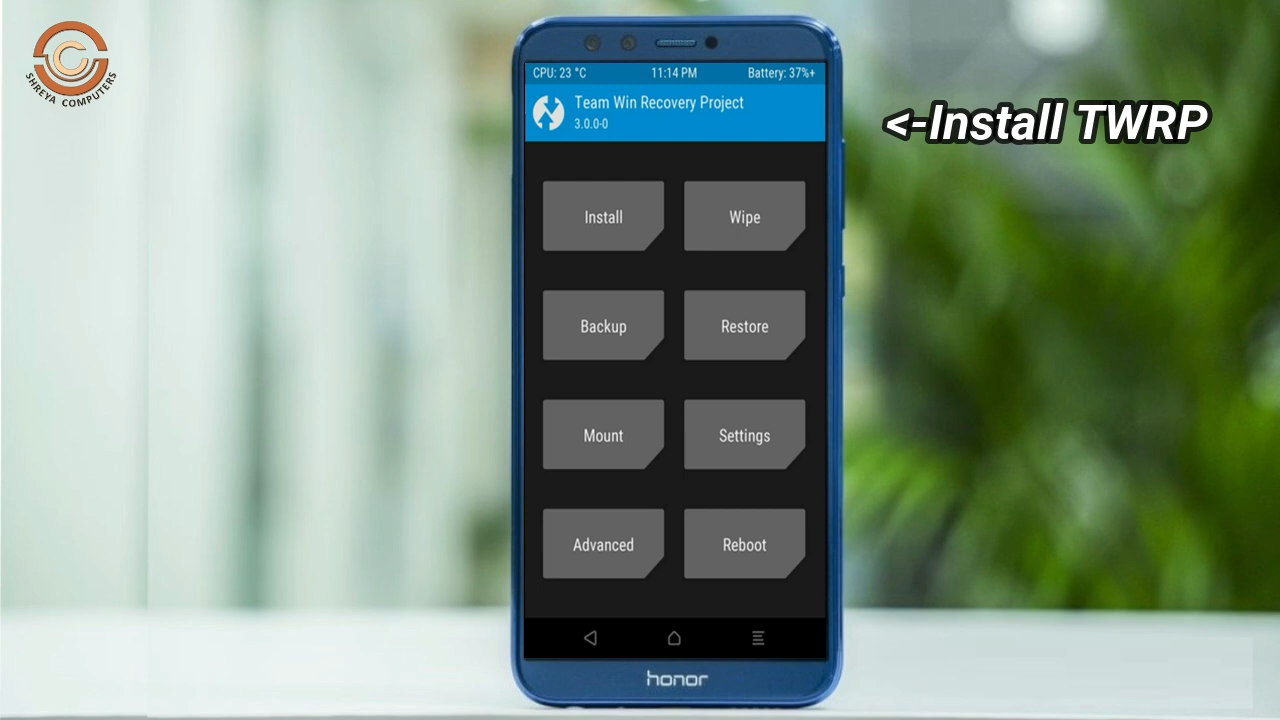 SHREYA COMPUTERS
CPU: 23 °C
11:14 PM
Battery: 37%+
Team Win Recovery Project
3.0.0-0
<-Install TWRP
Install
Wipe
Backup
Restore
Mount
Settings
Advanced
Reboot
honor